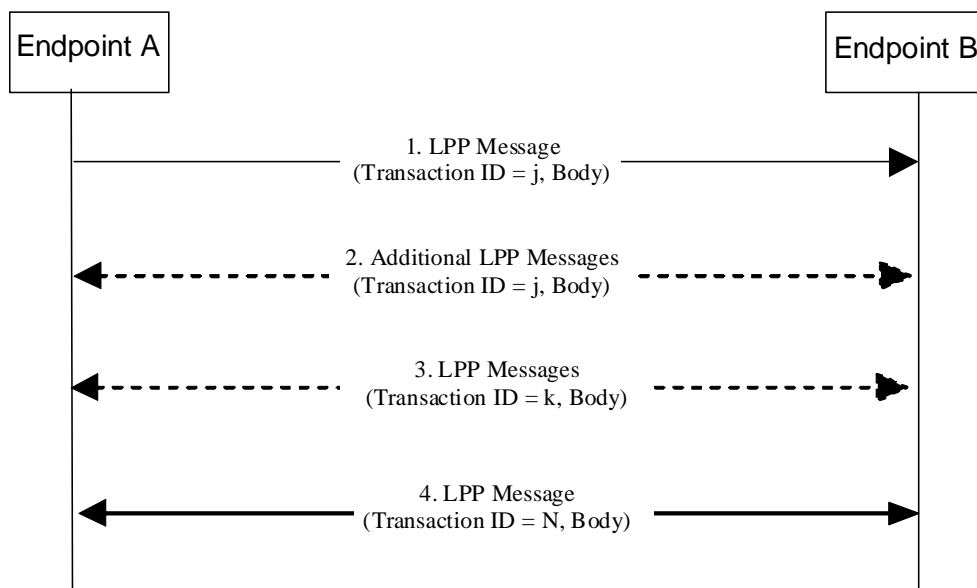 Endpoint A
Endpoint B
1. LPP Message
(Transaction ID = j, Body)
2. Additional LPP Messages
(Transaction ID = j, Body)
3. LPP Messages
(Transaction ID = k, Body)
4. LPP Message
(Transaction ID = N, Body)